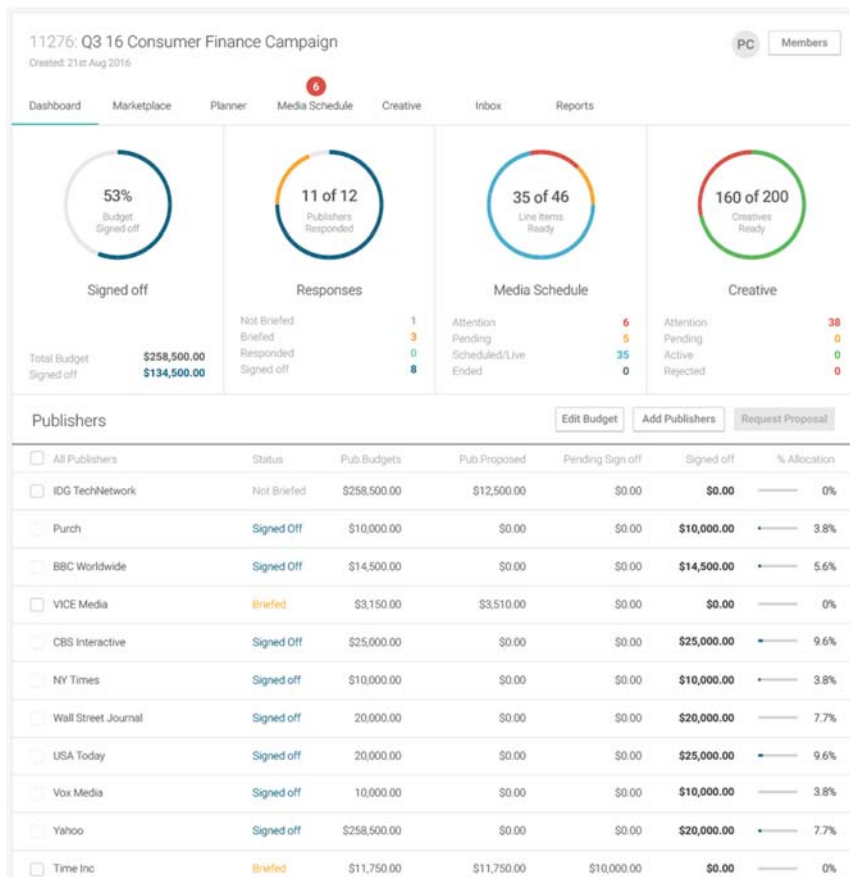 11276: Q3 16 Consumer Finance Campaign
PC
Members
Created: 21st Aug 2016
6
Dashboard Marketplace Planner Media Schedule Creative Inbox Reports
53%
Budget
Signed off
11 of 12
Publishers
Responded
35 of 46
Line Items
Ready
160 of 200
Creatives
Ready
Signed off
Total Budget $258,500.00
Signed off $134,500.00
Responses
Not Briefed 1
Briefed 3
Responded 0
Signed off 8
Media Schedule
Attention 6
Pending 5
Scheduled/Live 35
Ended 0
Creative
Attention 38
Pending 0
Active 0
Rejected 0
Publishers
Edit Budget
Add Publishers
Request Proposal
All Publishers Status Pub.Budgets Pub.Proposed Pending Sign off Signed off % Allocation
IDG TechNetwork Not Briefed $258,500.00 $12,500.00 $0.00 $0.00 0%
Purch Signed Off $10,000.00 $0.00 $0.00 $10,000.00 3.8%
BBC Worldwide Signed Off $14,500.00 $0.00 $0.00 $14,500.00 5.6%
VICE Media Briefed $3,150.00 $3,510.00 $0.00 $0.00 0%
CBS Interactive Signed Off $25,000.00 $0.00 $0.00 $25,000.00 9.6%
NY Times Signed off $10,000.00 $0.00 $0.00 $10,000.00 3.8%
Wall Street Journal Signed off 20,000.00 $0.00 $0.00 $20,000.00 7.7%
USA Today Signed off 20,000.00 $0.00 $0.00 $25,000.00 9.6%
Vox Media Signed off 10,000.00 $0.00 $0.00 $10,000.00 3.8%
Yahoo Signed off $258,500.00 $0.00 $0.00 $20,000.00 7.7%
Time Inc Briefed $11,750.00 $11,750.00 $10,000.00 $0.00 0%